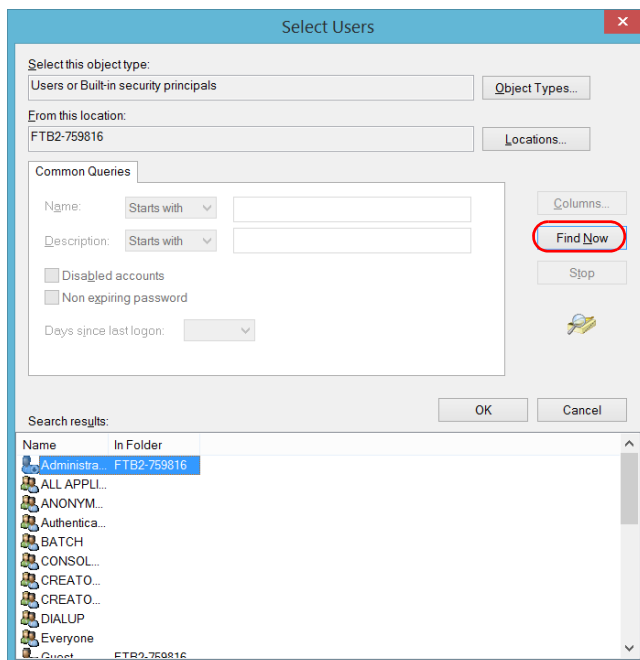 Select Users
Select this object type:
Users or Built-in security principals
Object Types...
From this location:
FTB2-759816
Locations...
Common Queries
Name: Starts with
Description: Starts with
Disabled accounts
Non expiring password
Days since last logon:
Columns...
Find Now
Stop
OK Cancel
Search results:
Name In Folder
Administra... FTB2-759816
ALL APPLI...
ANONYM...
Authentica...
BATCH
CONSOL...
CREATO...
CREATO...
DIALUP
Everyone
Guest FTB2-759816